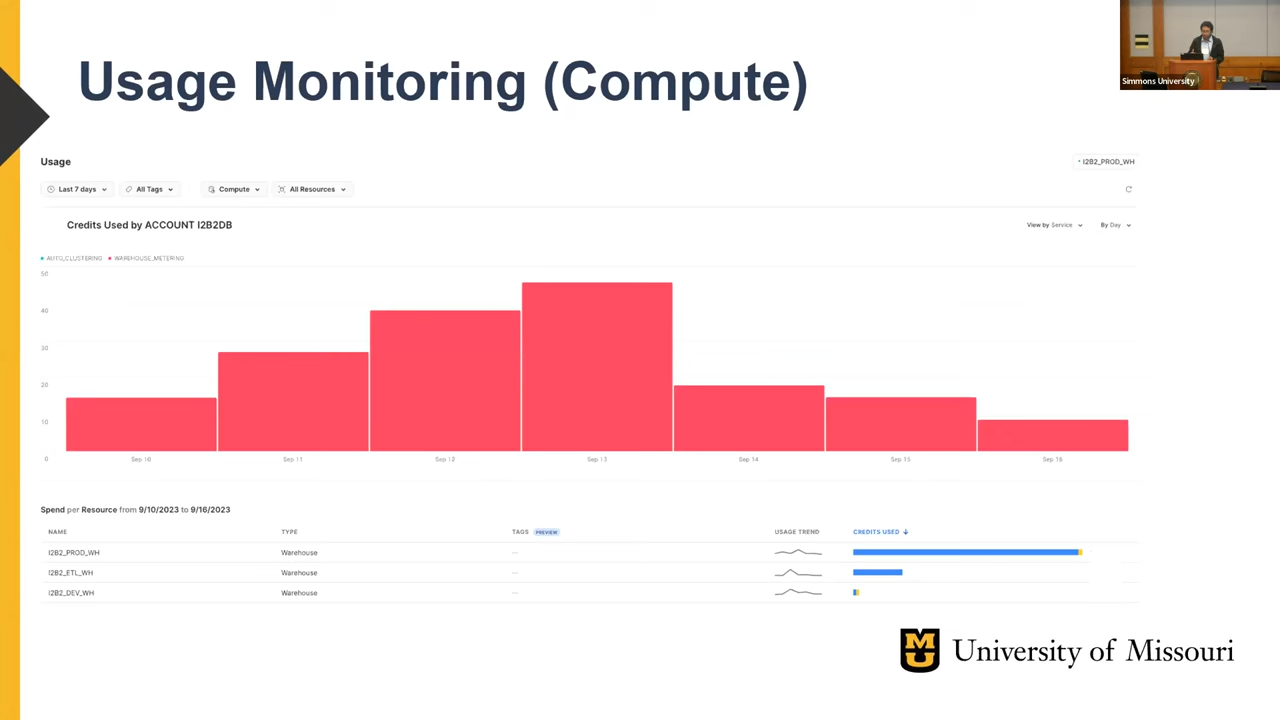 Usage Monitoring (Compute)
Simmons University
Usage
I2B2_PROD_WH
Last 7 days All Tags Compute All Resources
Credits Used by ACCOUNT I2B2DB
View by Service By Day
AUTO_CLUSTERING WAREHOUSE_METERING
50
40
30
20
10
0
Sep 10 Sep 11 Sep 12 Sep 13 Sep 14 Sep 15 Sep 16
Spend per Resource from 9/10/2023 to 9/16/2023
NAME TYPE TAGS PREVIEW USAGE TREND CREDITS USED ↓
I2B2_PROD_WH Warehouse ---
I2B2_ETL_WH Warehouse ---
I2B2_DEV_WH Warehouse ---
MU
University of Missouri